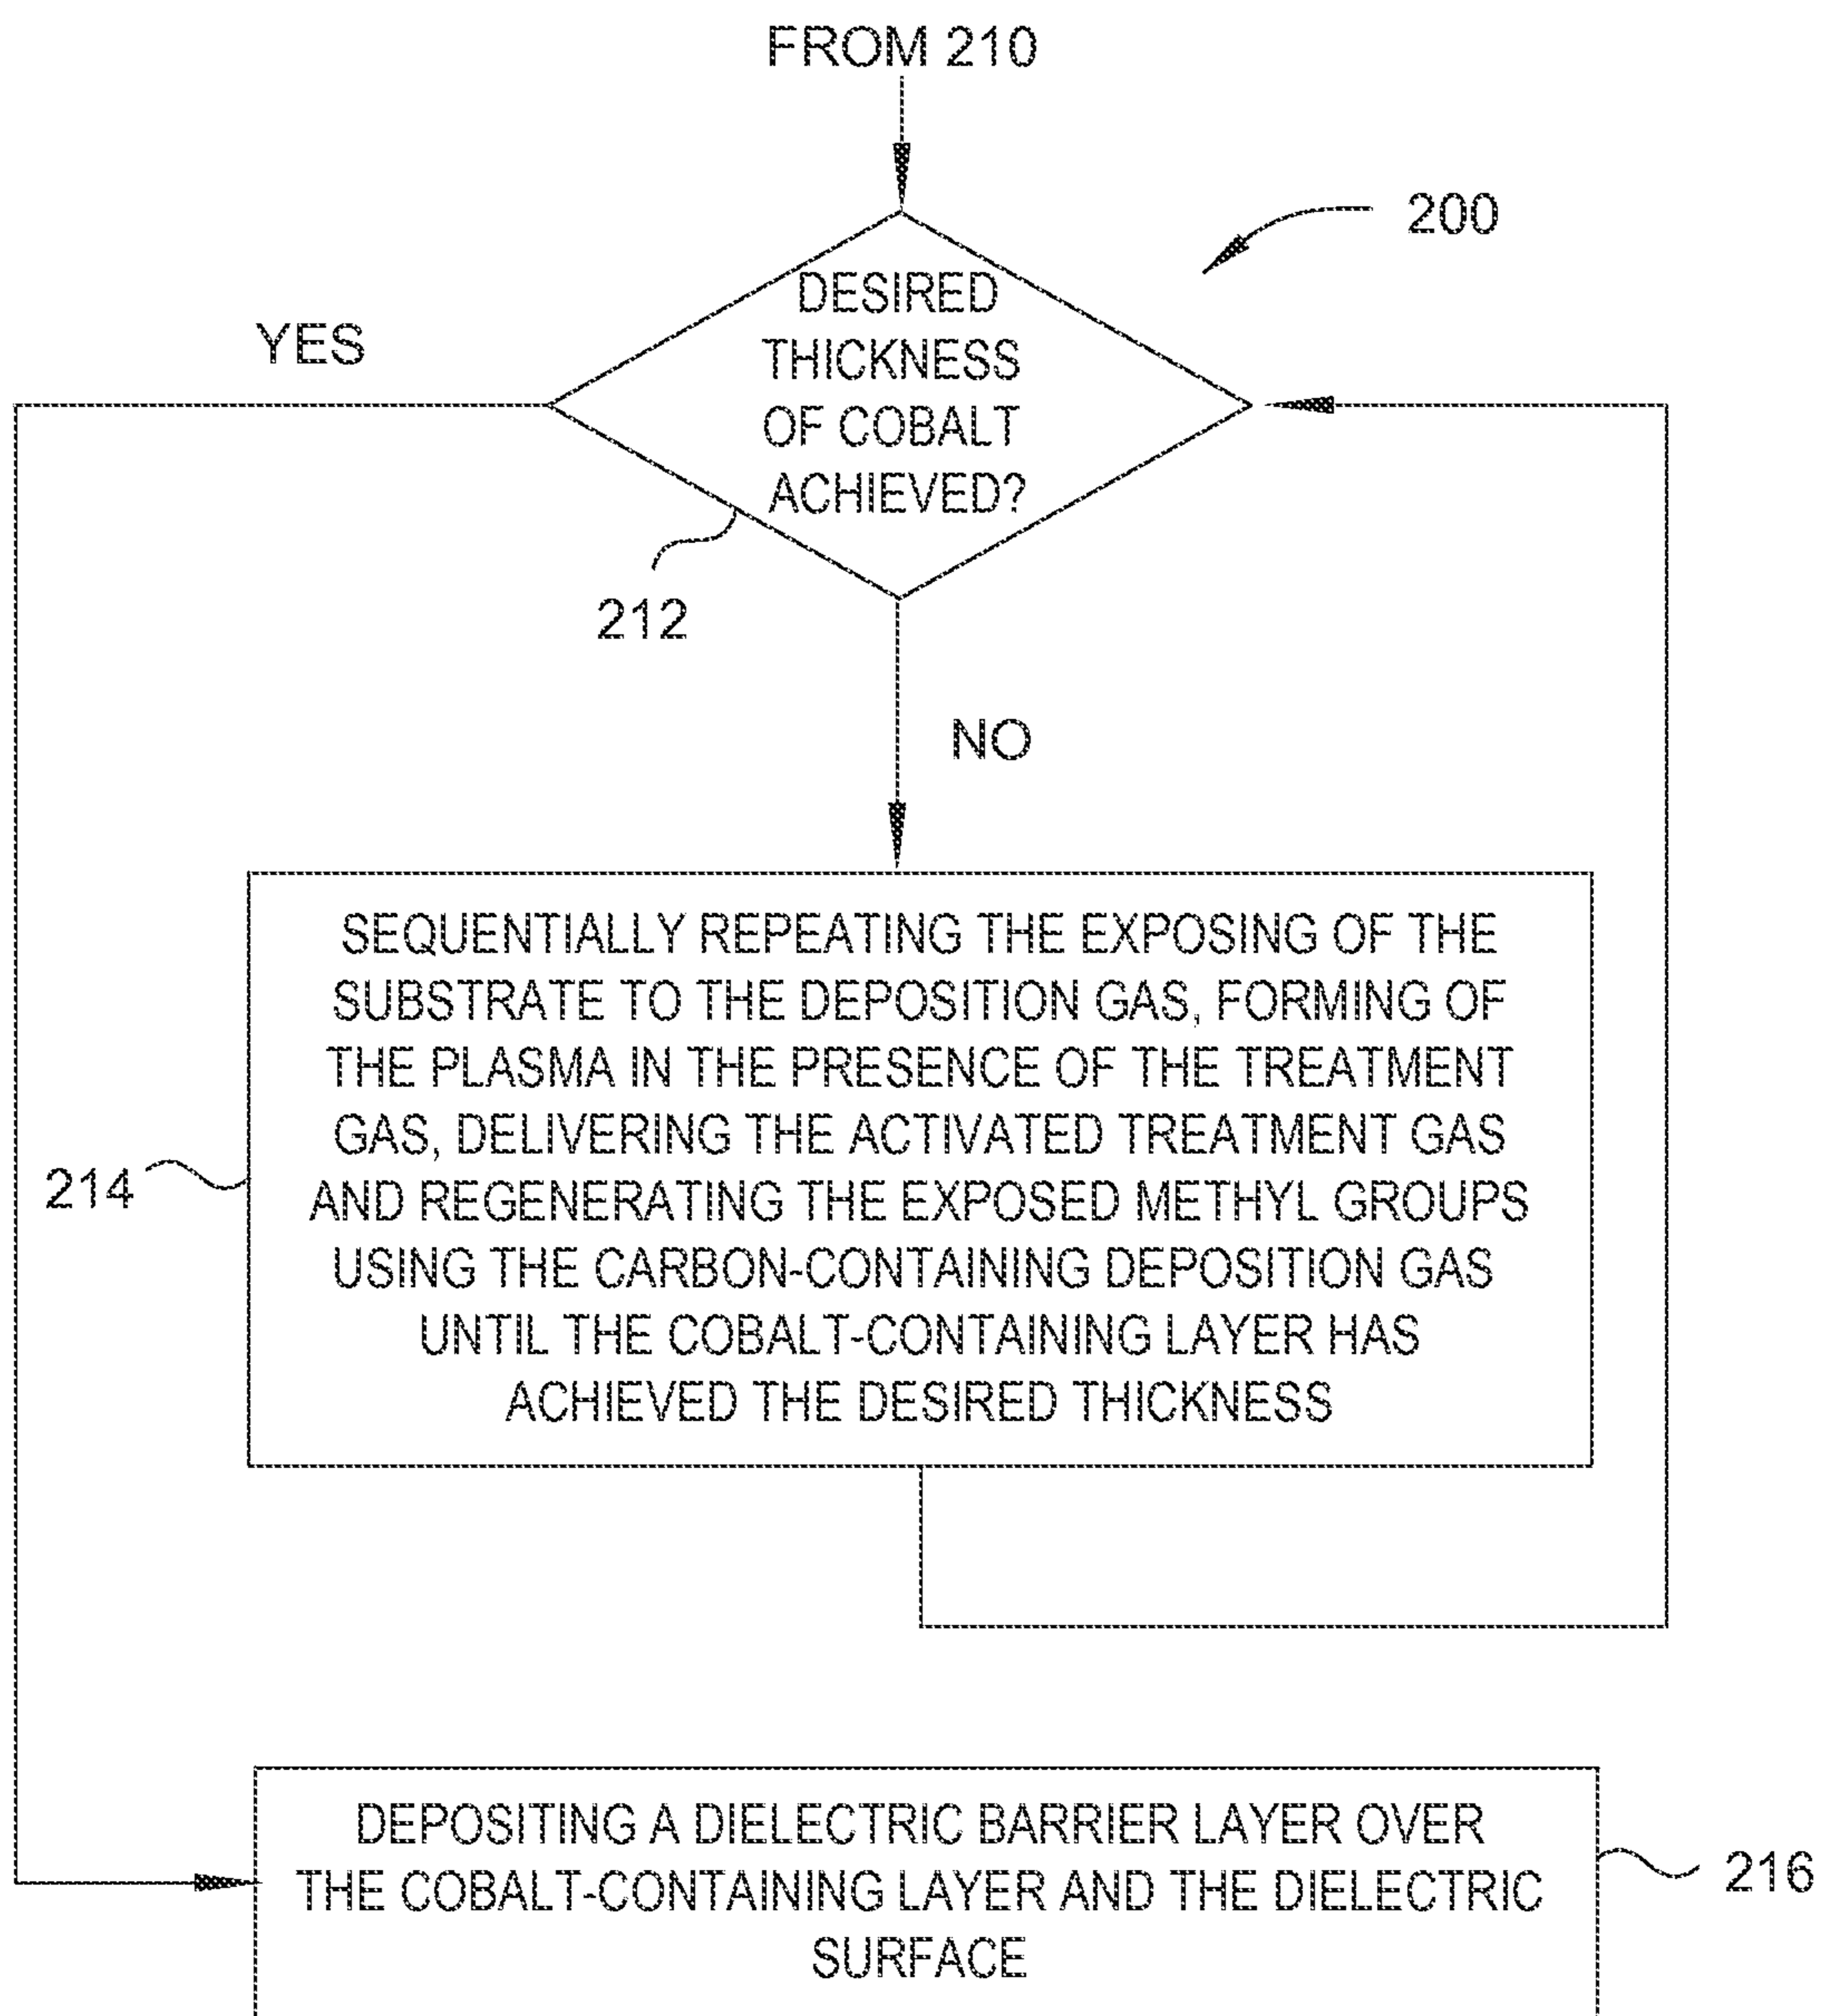 FROM 210
200
DESIRED
THICKNESS
OF COBALT
ACHIEVED?
YES
212
NO
SEQUENTIALLY REPEATING THE EXPOSING OF THE
SUBSTRATE TO THE DEPOSITION GAS, FORMING OF
THE PLASMA IN THE PRESENCE OF THE TREATMENT
GAS, DELIVERING THE ACTIVATED TREATMENT GAS
AND REGENERATING THE EXPOSED METHYL GROUPS
USING THE CARBON-CONTAINING DEPOSITION GAS
UNTIL THE COBALT-CONTAINING LAYER HAS
ACHIEVED THE DESIRED THICKNESS
214
DEPOSITING A DIELECTRIC BARRIER LAYER OVER
THE COBALT-CONTAINING LAYER AND THE DIELECTRIC
SURFACE
216